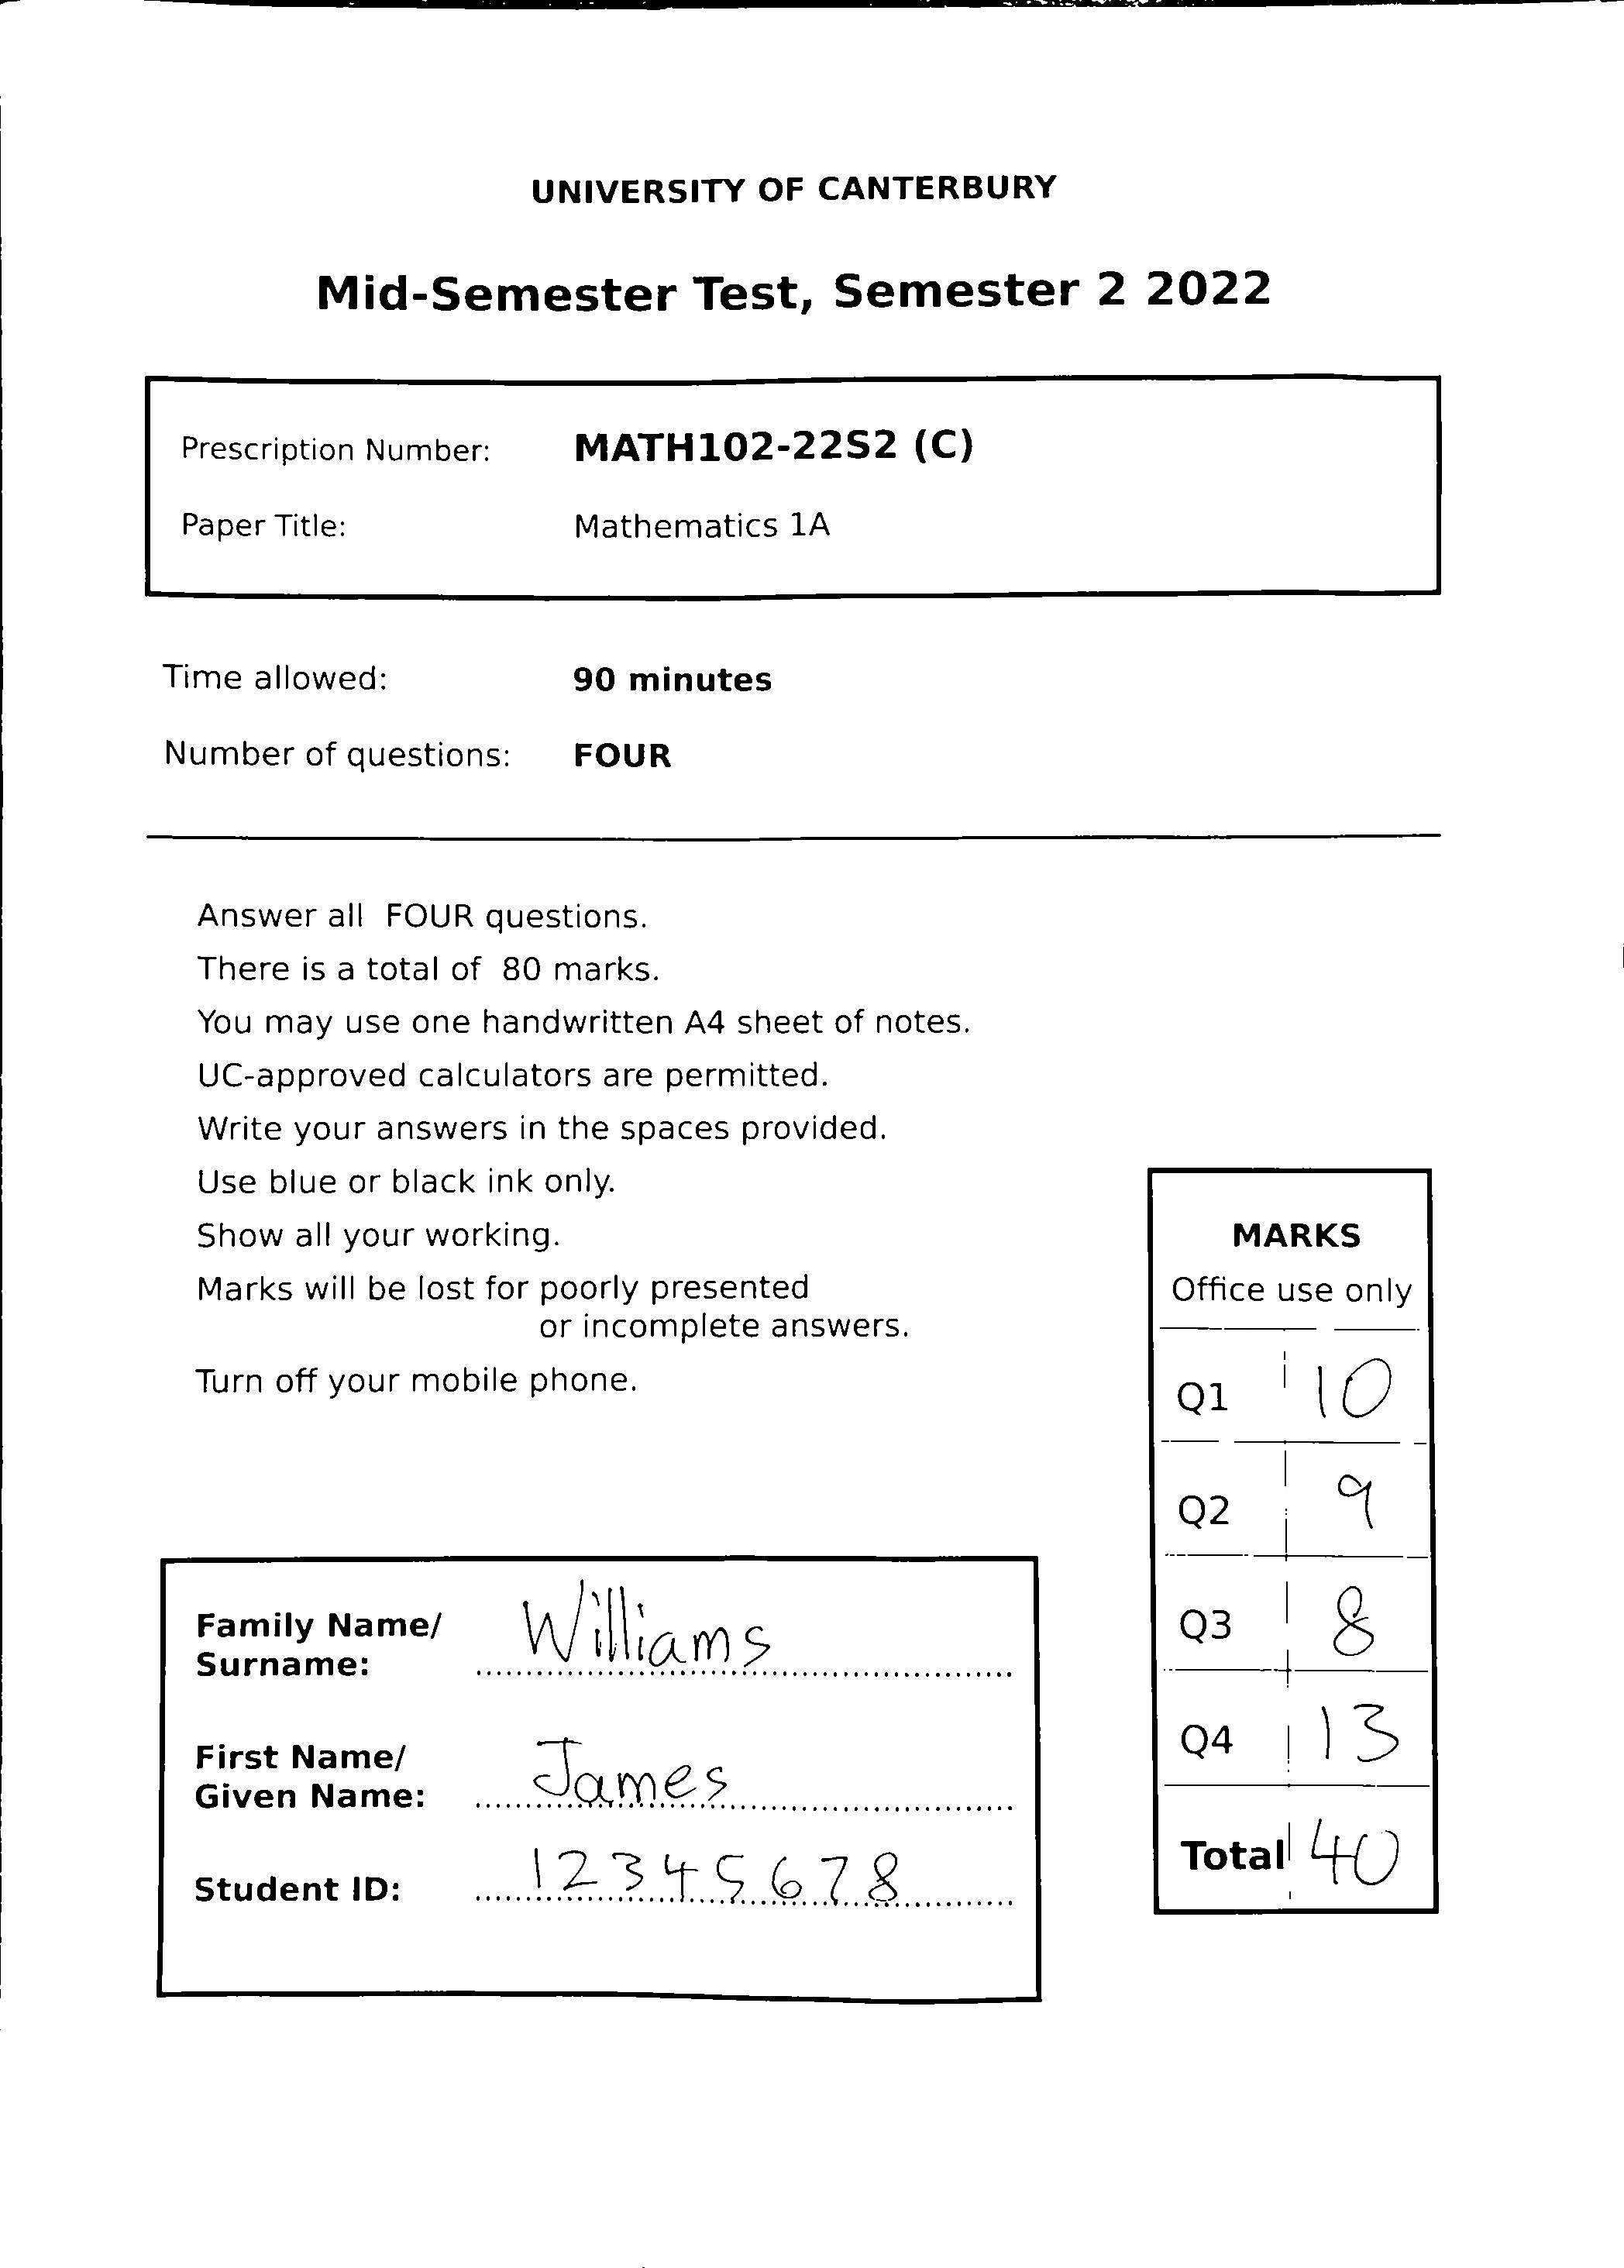 UNIVERSITY OF CANTERBURY
Mid-Semester Test, Semester 2 2022
Prescription Number: MATH102-22S2 (C)
Paper Title: Mathematics 1A
Time allowed: 90 minutes
Number of questions: FOUR
Answer all FOUR questions.
There is a total of 80 marks.
You may use one handwritten A4 sheet of notes.
UC-approved calculators are permitted.
Write your answers in the spaces provided.
Use blue or black ink only.
Show all your working.
Marks will be lost for poorly presented
or incomplete answers.
Turn off your mobile phone.
MARKS
Office use only
Q1 10
Q2 9
Q3 8
Q4 13
Total 40
Family Name/
Surname: Williams
First Name/
Given Name: James
Student ID: 12345678